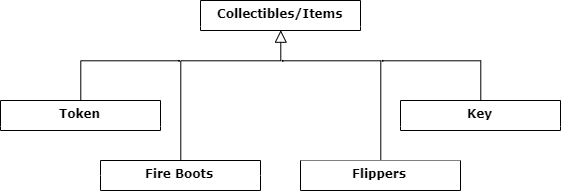 Collectibles/Items
Token
Key
Fire Boots
Flippers